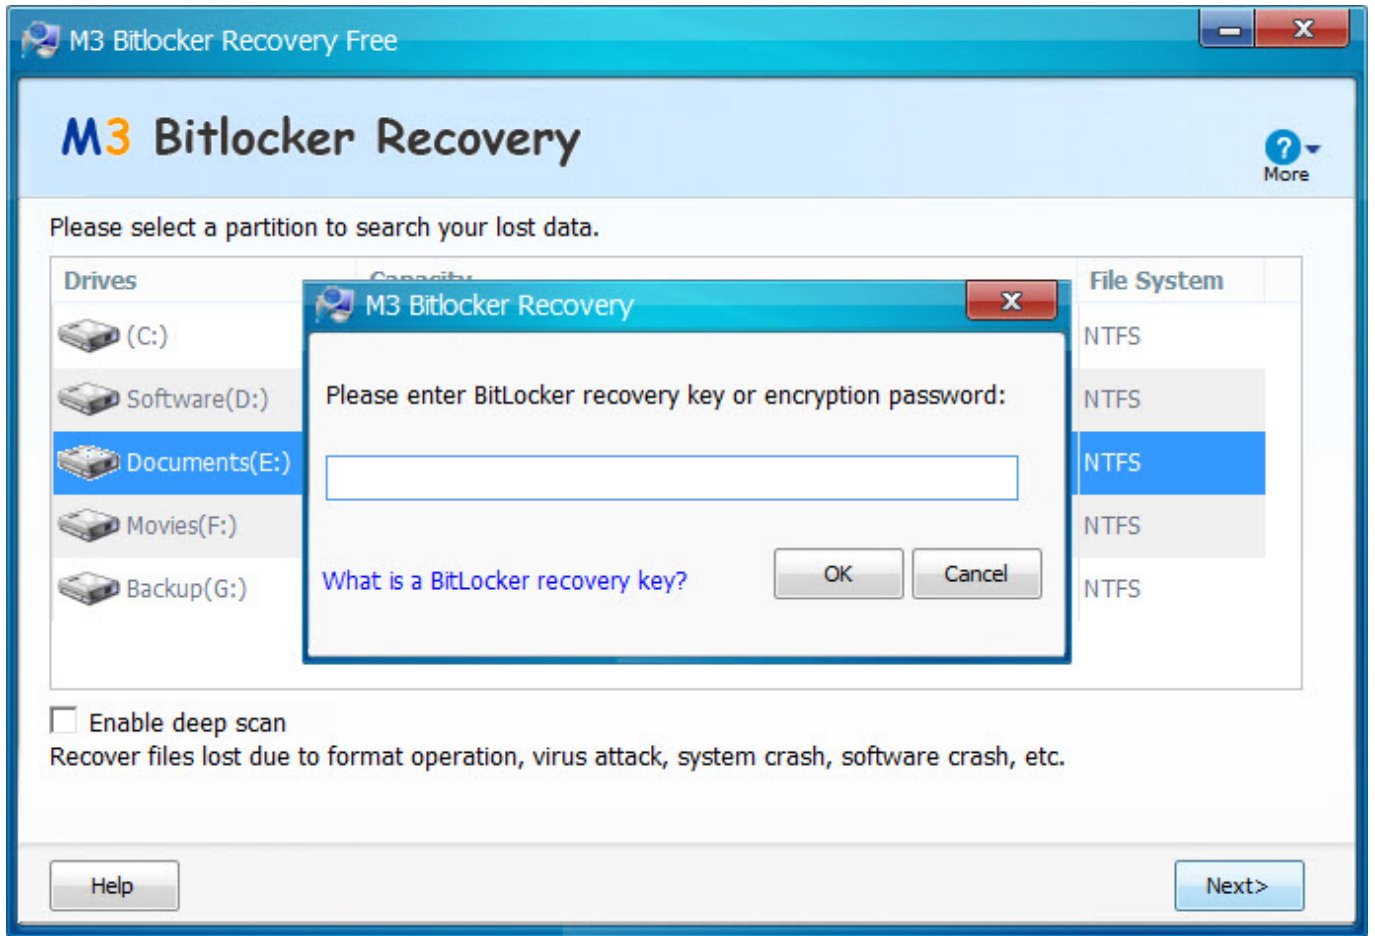 M3 Bitlocker Recovery Free
M3 Bitlocker Recovery
?
More
Please select a partition to search your lost data.
Drives Capacity File System
(C:) NTFS
Software(D:) NTFS
Documents(E:) NTFS
Movies(F:) NTFS
Backup(G:) NTFS
M3 Bitlocker Recovery
Please enter BitLocker recovery key or encryption password:
What is a BitLocker recovery key? OK Cancel
Enable deep scan
Recover files lost due to format operation, virus attack, system crash, software crash, etc.
Help Next>